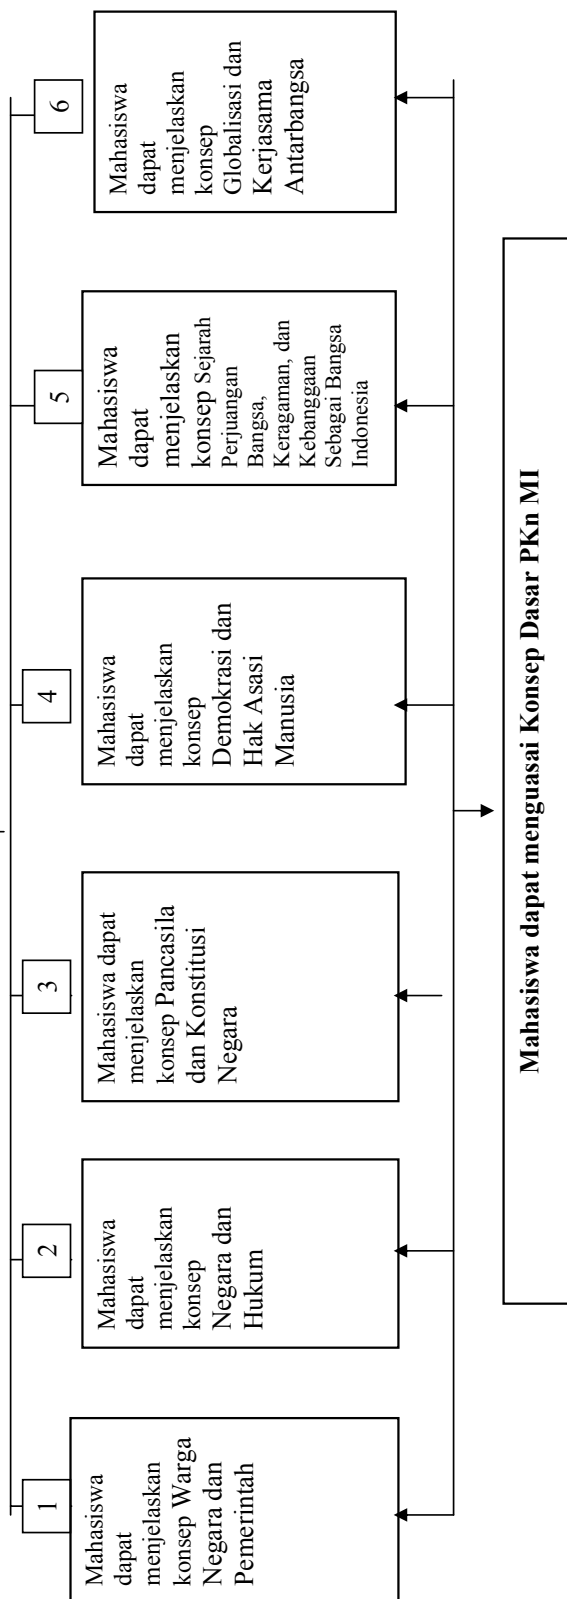 1
Mahasiswa
dapat
menjelaskan
konsep Warga
Negara dan
Pemerintah
2
Mahasiswa
dapat
menjelaskan
konsep
Negara dan
Hukum
3
Mahasiswa dapat
menjelaskan
konsep Pancasila
dan Konstitusi
Negara
4
Mahasiswa
dapat
menjelaskan
konsep
Demokrasi dan
Hak Asasi
Manusia
5
Mahasiswa
dapat
menjelaskan
konsep Sejarah
Perjuangan
Bangsa,
Keragaman, dan
Kebanggaan
Sebagai Bangsa
Indonesia
6
Mahasiswa
dapat
menjelaskan
konsep
Globalisasi dan
Kerjasama
Antarbangsa
Mahasiswa dapat menguasai Konsep Dasar PKn MI